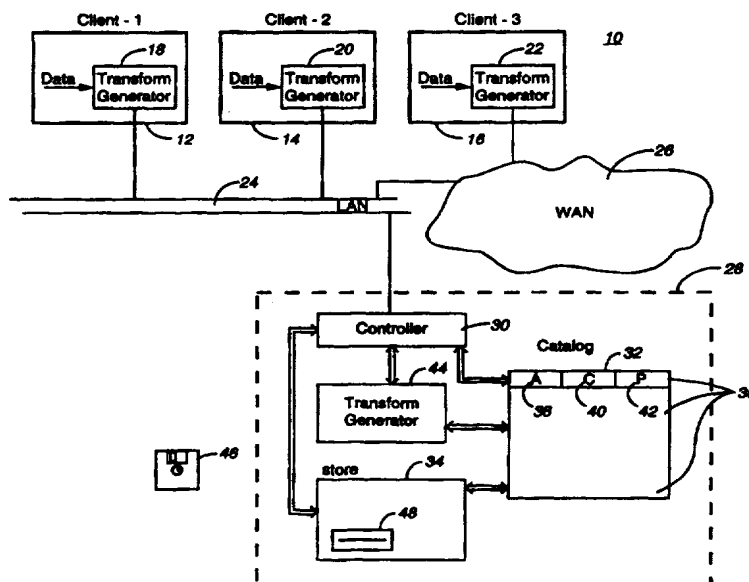 Client - 1
Client - 2
Client - 3
10
18
20
22
Data
Transform
Generator
Data
Transform
Generator
Data
Transform
Generator
12
14
16
24
LAN
26
WAN
28
Controller
30
Catalog
32
44
A
C
P
38
40
42
Transform
Generator
46
store
34
48